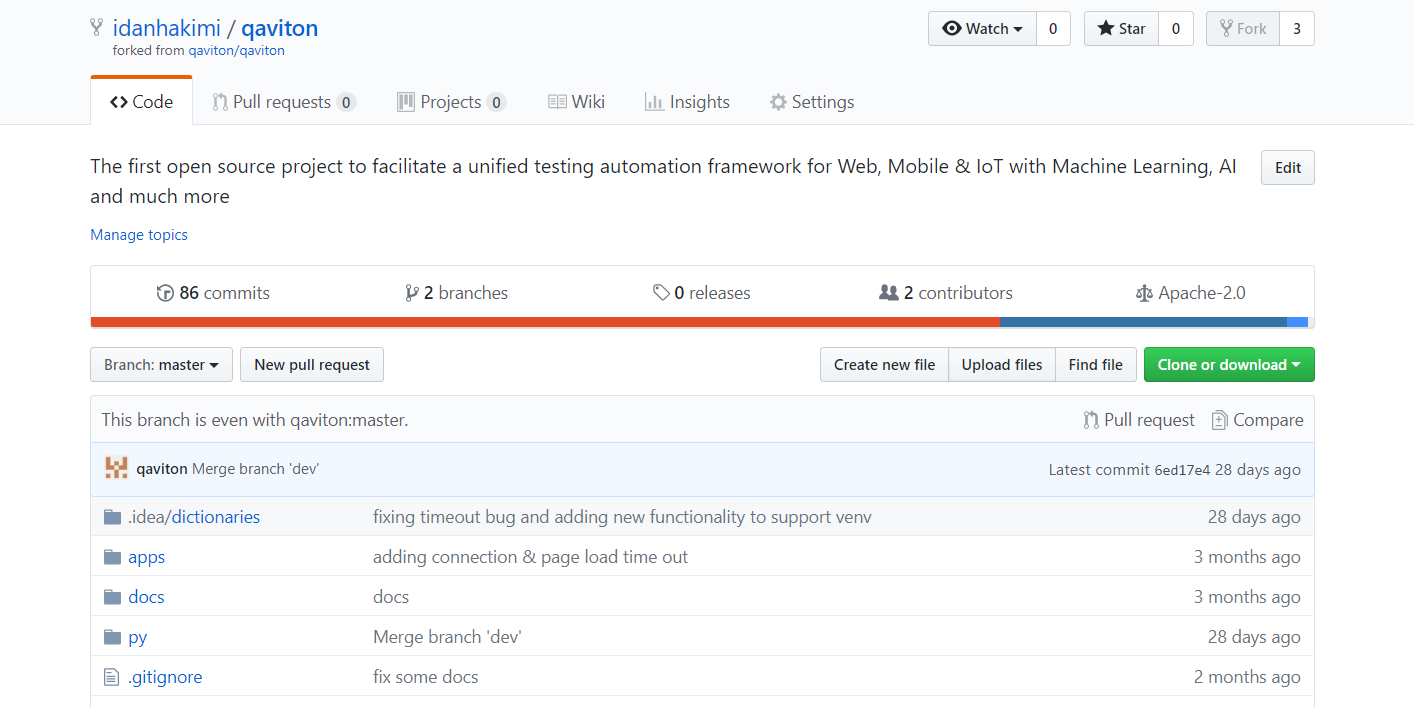 idanhakimi / qaviton
Watch 0 Star 0 Fork 3
forked from qaviton/qaviton
Code Pull requests 0 Projects 0 Wiki Insights Settings
The first open source project to facilitate a unified testing automation framework for Web, Mobile & IoT with Machine Learning, AI
and much more
Edit
Manage topics
86 commits 2 branches 0 releases 2 contributors Apache-2.0
Branch: master New pull request Create new file Upload files Find file Clone or download
This branch is even with qaviton:master. Pull request Compare
qaviton Merge branch 'dev' Latest commit 6ed17e4 28 days ago
.idea/dictionaries fixing timeout bug and adding new functionality to support venv 28 days ago
apps adding connection & page load time out 3 months ago
docs docs 3 months ago
py Merge branch 'dev' 28 days ago
.gitignore fix some docs 2 months ago